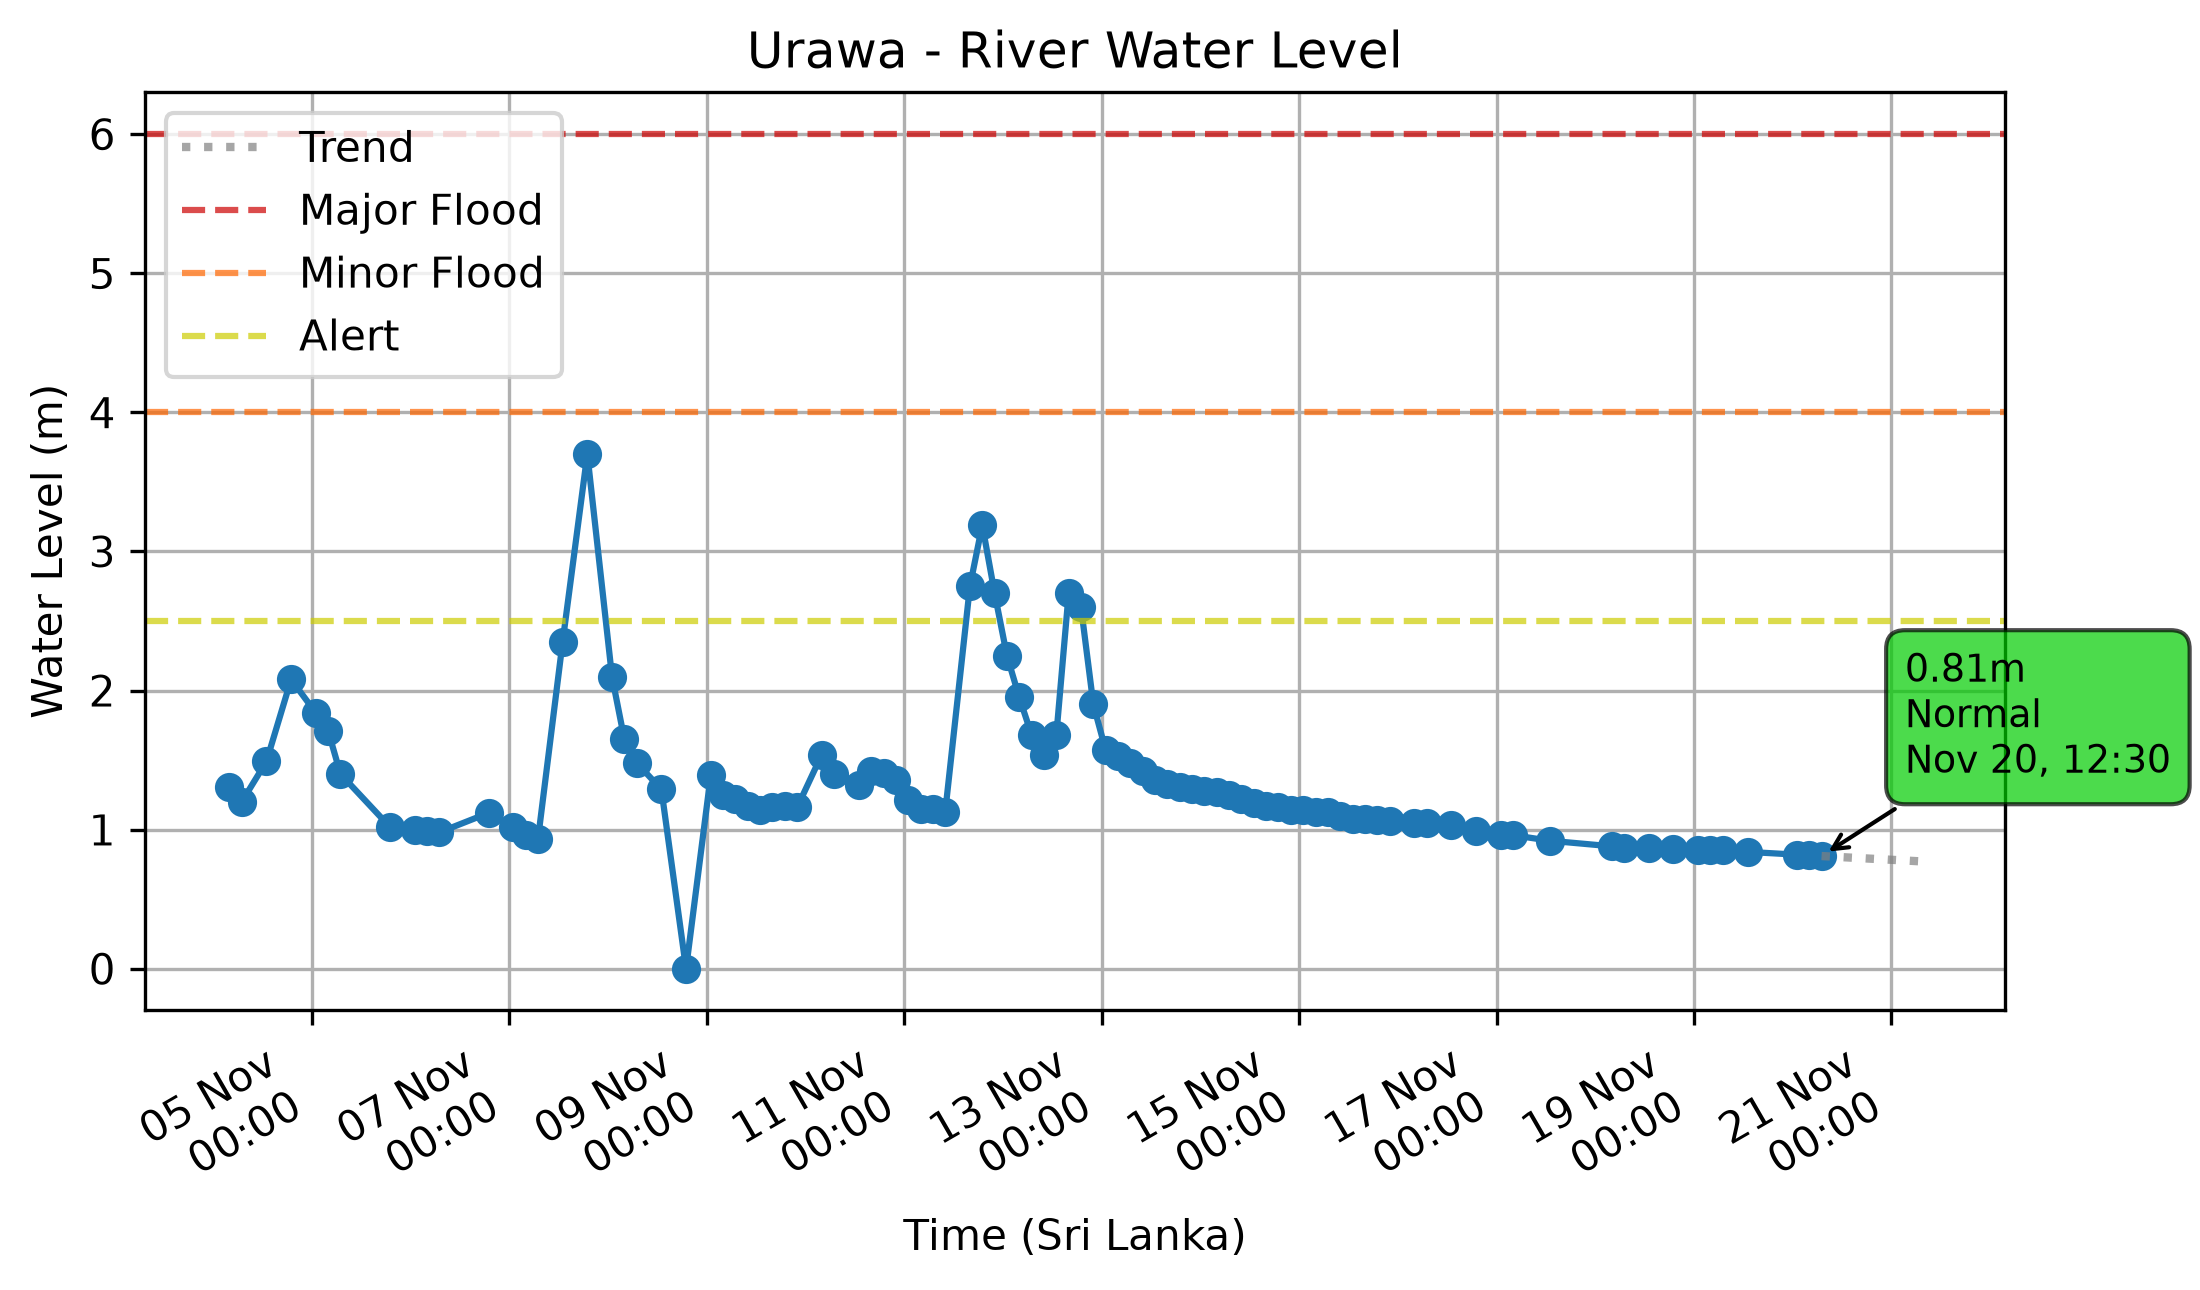 Urawa - River Water Level
Trend
Major Flood
Minor Flood
Alert
Water Level (m)
6
5
4
3
2
1
0
0.81m
Normal
Nov 20, 12:30
05 Nov
00:00
07 Nov
00:00
09 Nov
00:00
11 Nov
00:00
13 Nov
00:00
15 Nov
00:00
17 Nov
00:00
19 Nov
00:00
21 Nov
00:00
Time (Sri Lanka)